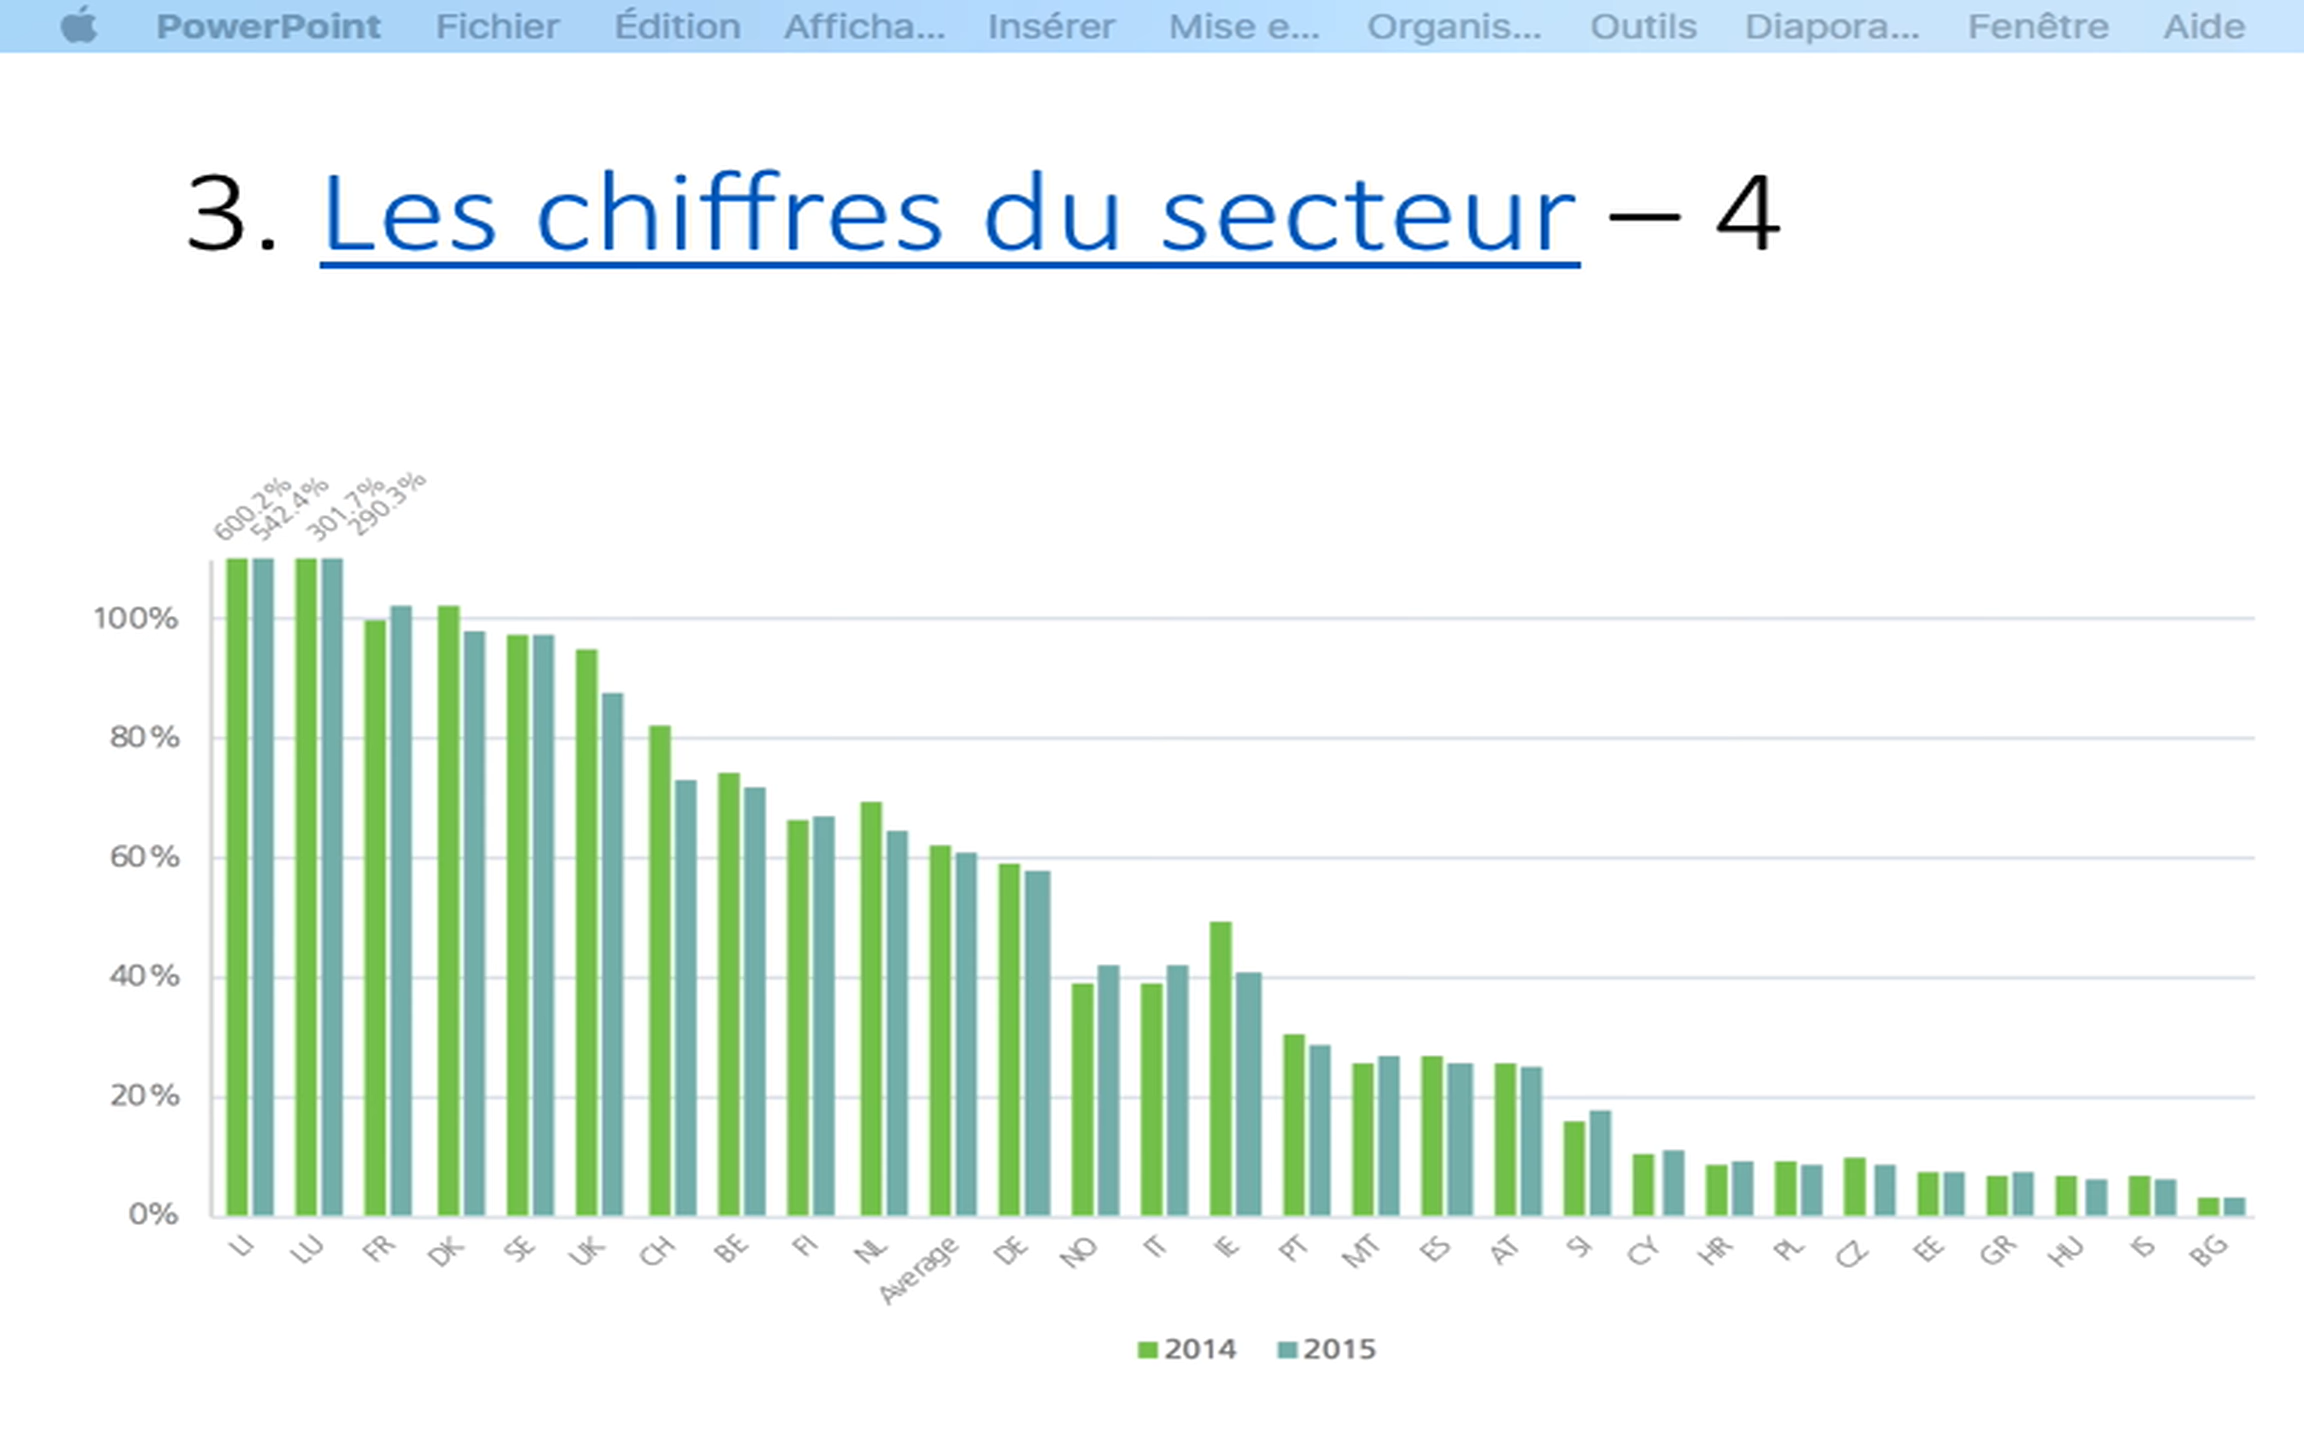 PowerPoint Fichier Édition Afficha... Insérer Mise e... Organis... Outils Diapora... Fenêtre Aide
3. Les chiffres du secteur – 4
600.2% 542.4% 301.7% 290.3%
100%
80%
60%
40%
20%
0%
LI LU FR DK SE UK CH BE FI NL Average DE NO IT IE PT MT ES AT SI CY HR PL CZ EE GR HU IS BG
2014 2015